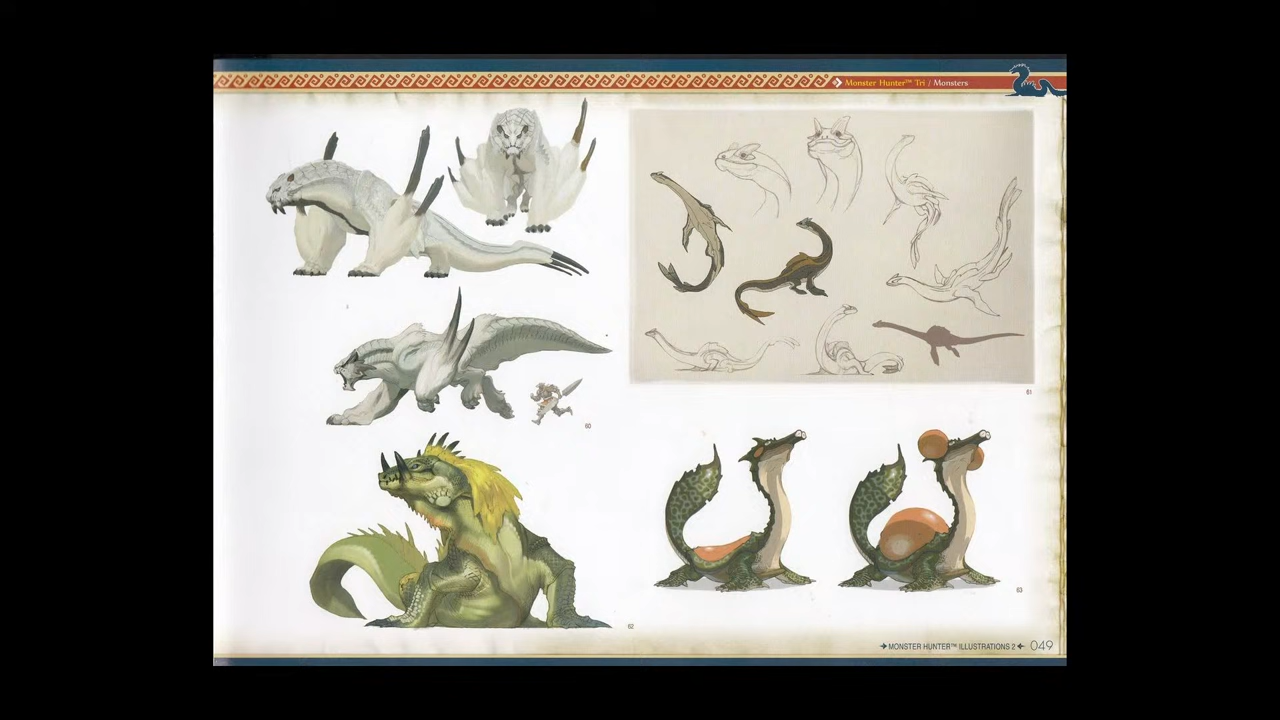 Monster Hunter™ Tri / Monsters
61
60
63
62
MONSTER HUNTER™ ILLUSTRATIONS 2 049